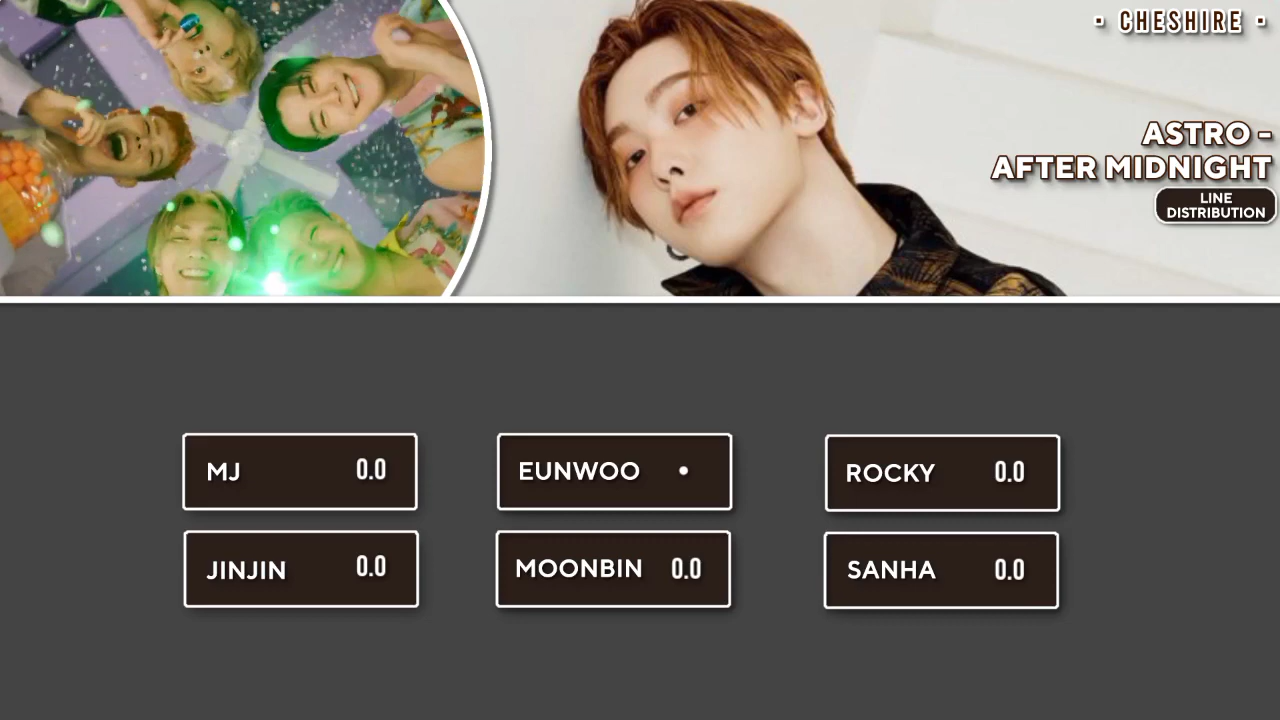 · CHESHIRE ·
ASTRO -
AFTER MIDNIGHT
LINE
DISTRIBUTION
MJ 0.0
EUNWOO •
ROCKY 0.0
JINJIN 0.0
MOONBIN 0.0
SANHA 0.0